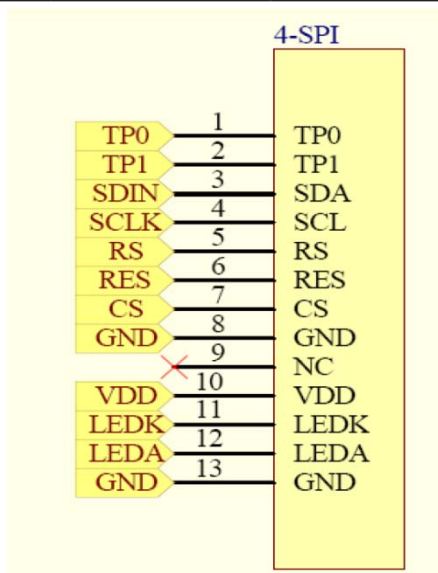 4-SPI
TP0 1 TP0
TP1 2 TP1
SDIN 3 SDA
SCLK 4 SCL
RS 5 RS
RES 6 RES
CS 7 CS
GND 8 GND
9 NC
VDD 10 VDD
LEDK 11 LEDK
LEDA 12 LEDA
GND 13 GND